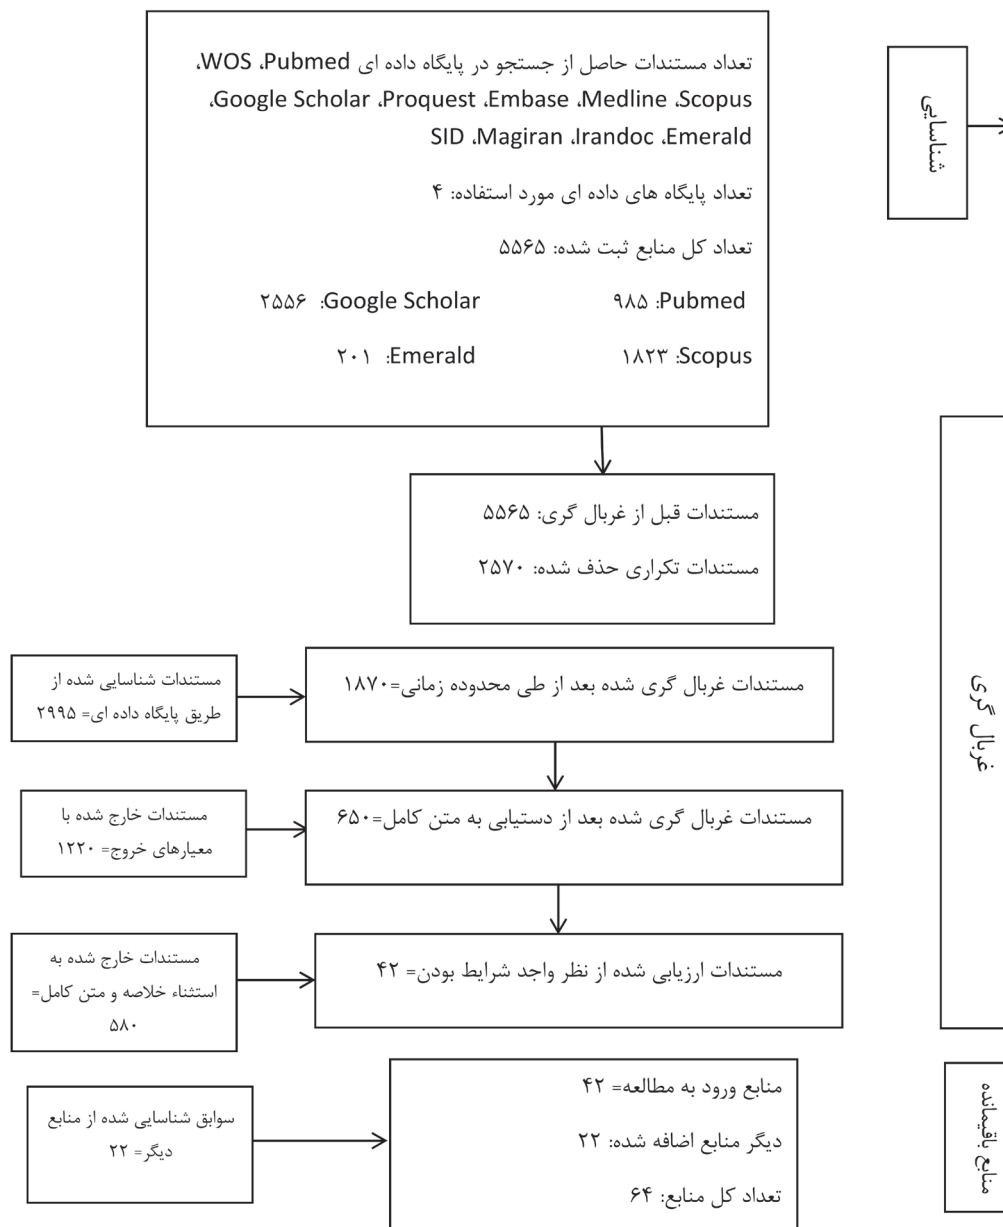 تعداد مستندات حاصل از جستجو در پایگاه داده ای Pubmed، WOS،
Scopus، Medline، Embase، Proquest، Google Scholar،
Emerald، Irandoc، Magiran، SID
تعداد پایگاه های داده ای مورد استفاده: ۴
تعداد کل منابع ثبت شده: ۵۵۶۵
Pubmed: ۹۸۵ Google Scholar: ۲۵۵۶
Scopus: ۱۸۲۳ Emerald: ۲۰۱
شناسایی
مستندات قبل از غربال گری: ۵۵۶۵
مستندات تکراری حذف شده: ۲۵۷۰
غربال گری
مستندات غربال گری شده بعد از طی محدوده زمانی=۱۸۷۰
مستندات شناسایی شده از
طریق پایگاه داده ای= ۲۹۹۵
مستندات غربال گری شده بعد از دستیابی به متن کامل=۶۵۰
مستندات خارج شده با
معیارهای خروج= ۱۲۲۰
مستندات ارزیابی شده از نظر واجد شرایط بودن= ۴۲
مستندات خارج شده به
استثناء خلاصه و متن کامل=
۵۸۰
منابع باقیمانده
منابع ورود به مطالعه= ۴۲
دیگر منابع اضافه شده: ۲۲
تعداد کل منابع: ۶۴
سوابق شناسایی شده از منابع
دیگر= ۲۲